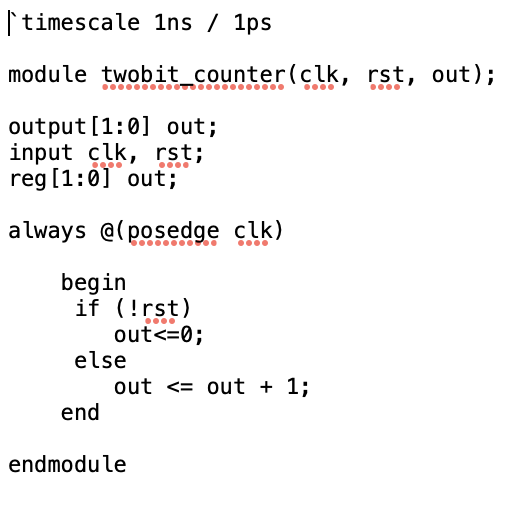 `timescale 1ns / 1ps
module twobit_counter(clk, rst, out);
output[1:0] out;
input clk, rst;
reg[1:0] out;
always @(posedge clk)
begin
if (!rst)
out<=0;
else
out <= out + 1;
end
endmodule